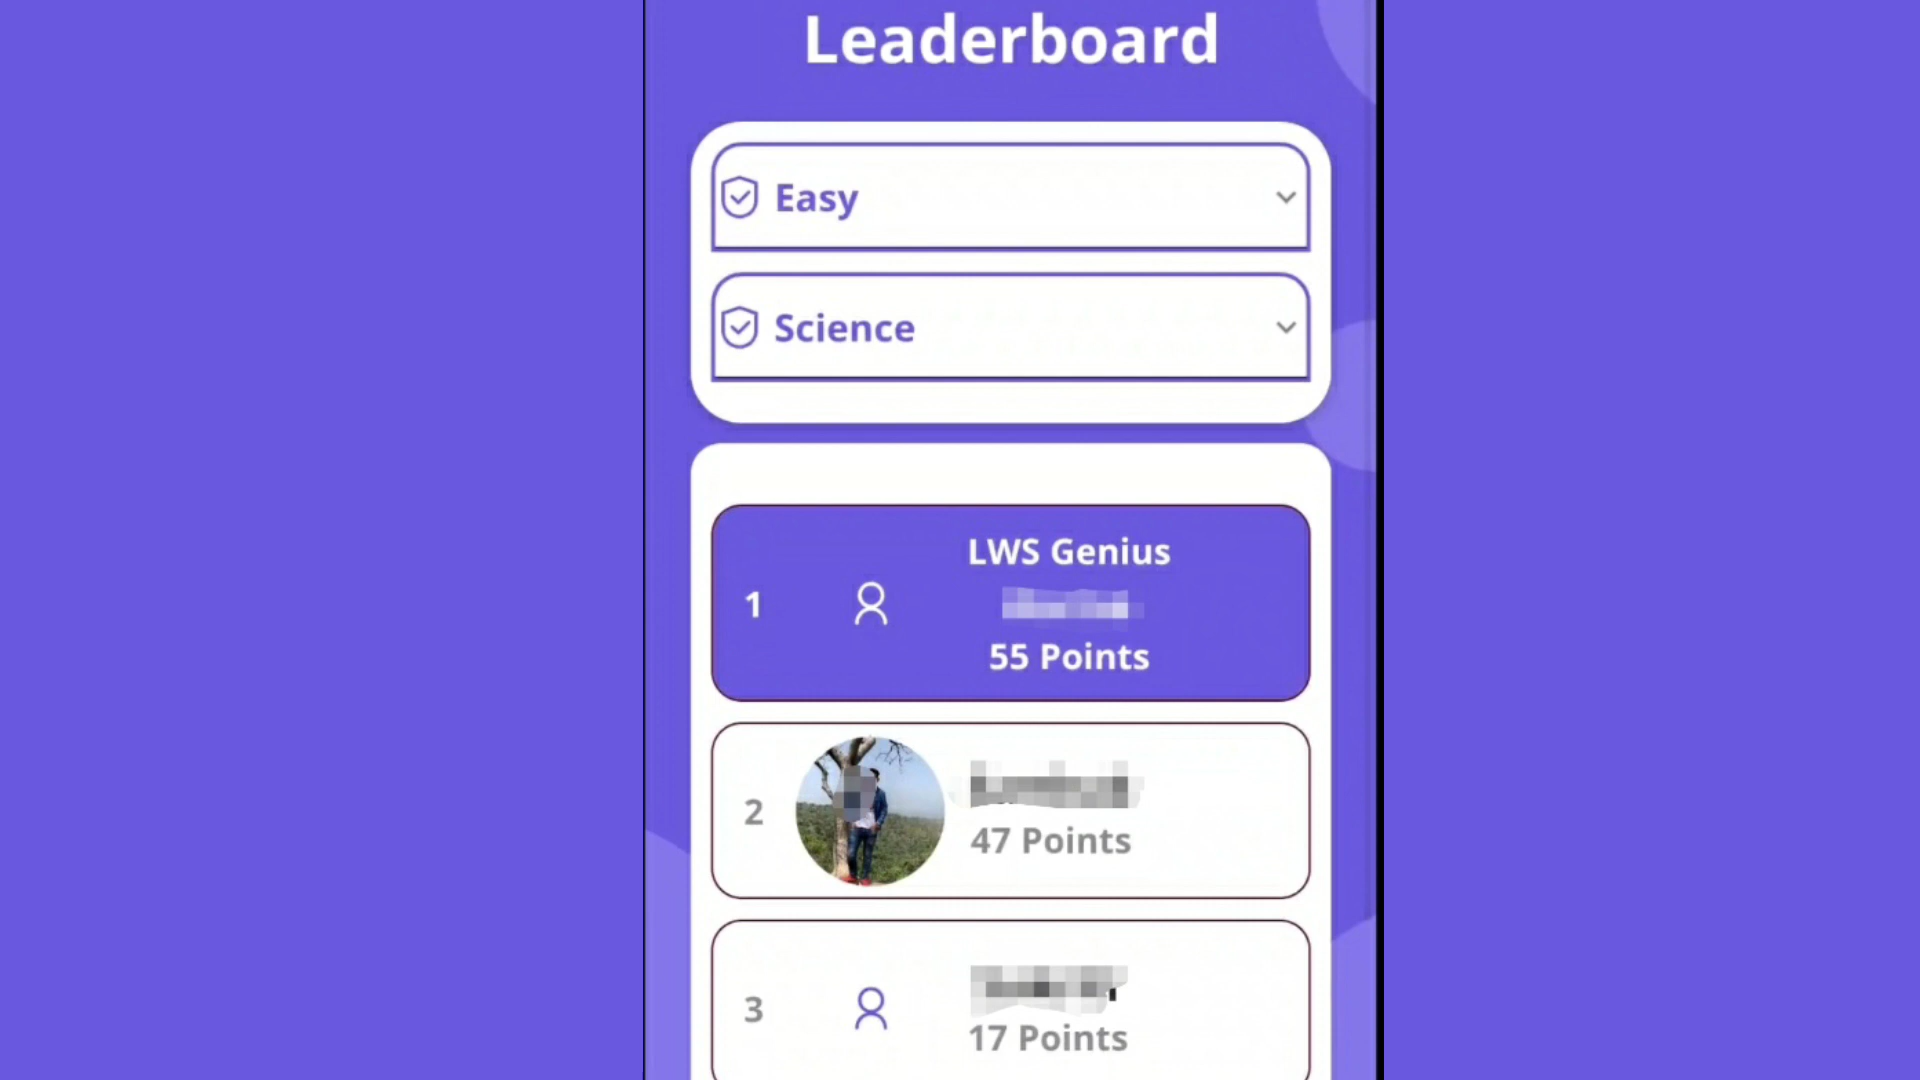 Leaderboard
Easy
Science
1
LWS Genius
55 Points
2
47 Points
3
17 Points